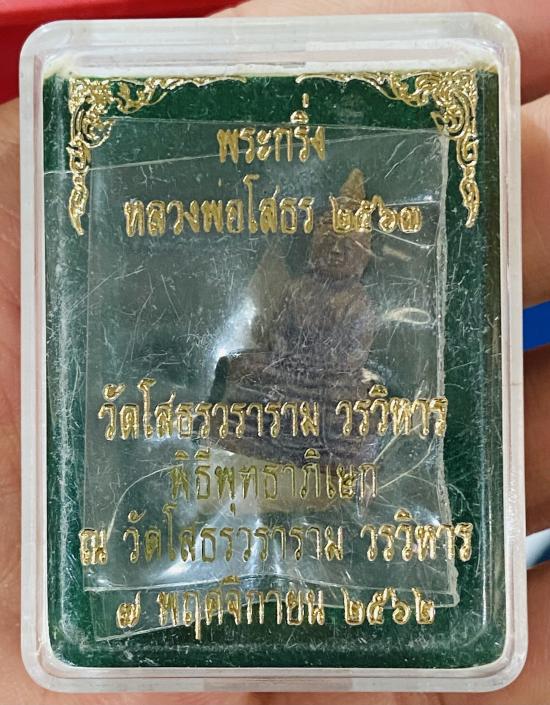 พระกริ่ง
หลวงพ่อโสธร ๒๕๖๓
วัดโสธรวราราม วรวิหาร
พิธีพุทธาภิเษก
ณ วัดโสธรวราราม วรวิหาร
๗ พฤศจิกายน ๒๕๖๒